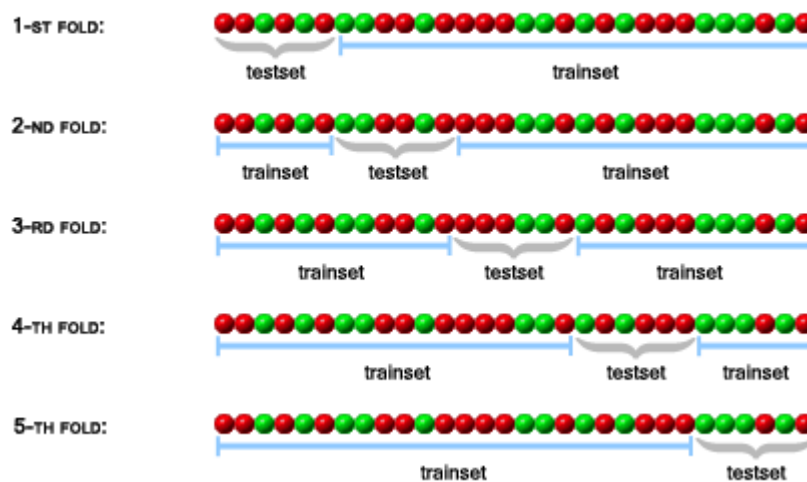 1-ST FOLD:
testset trainset
2-ND FOLD:
trainset testset trainset
3-RD FOLD:
trainset testset trainset
4-TH FOLD:
trainset testset trainset
5-TH FOLD:
trainset testset